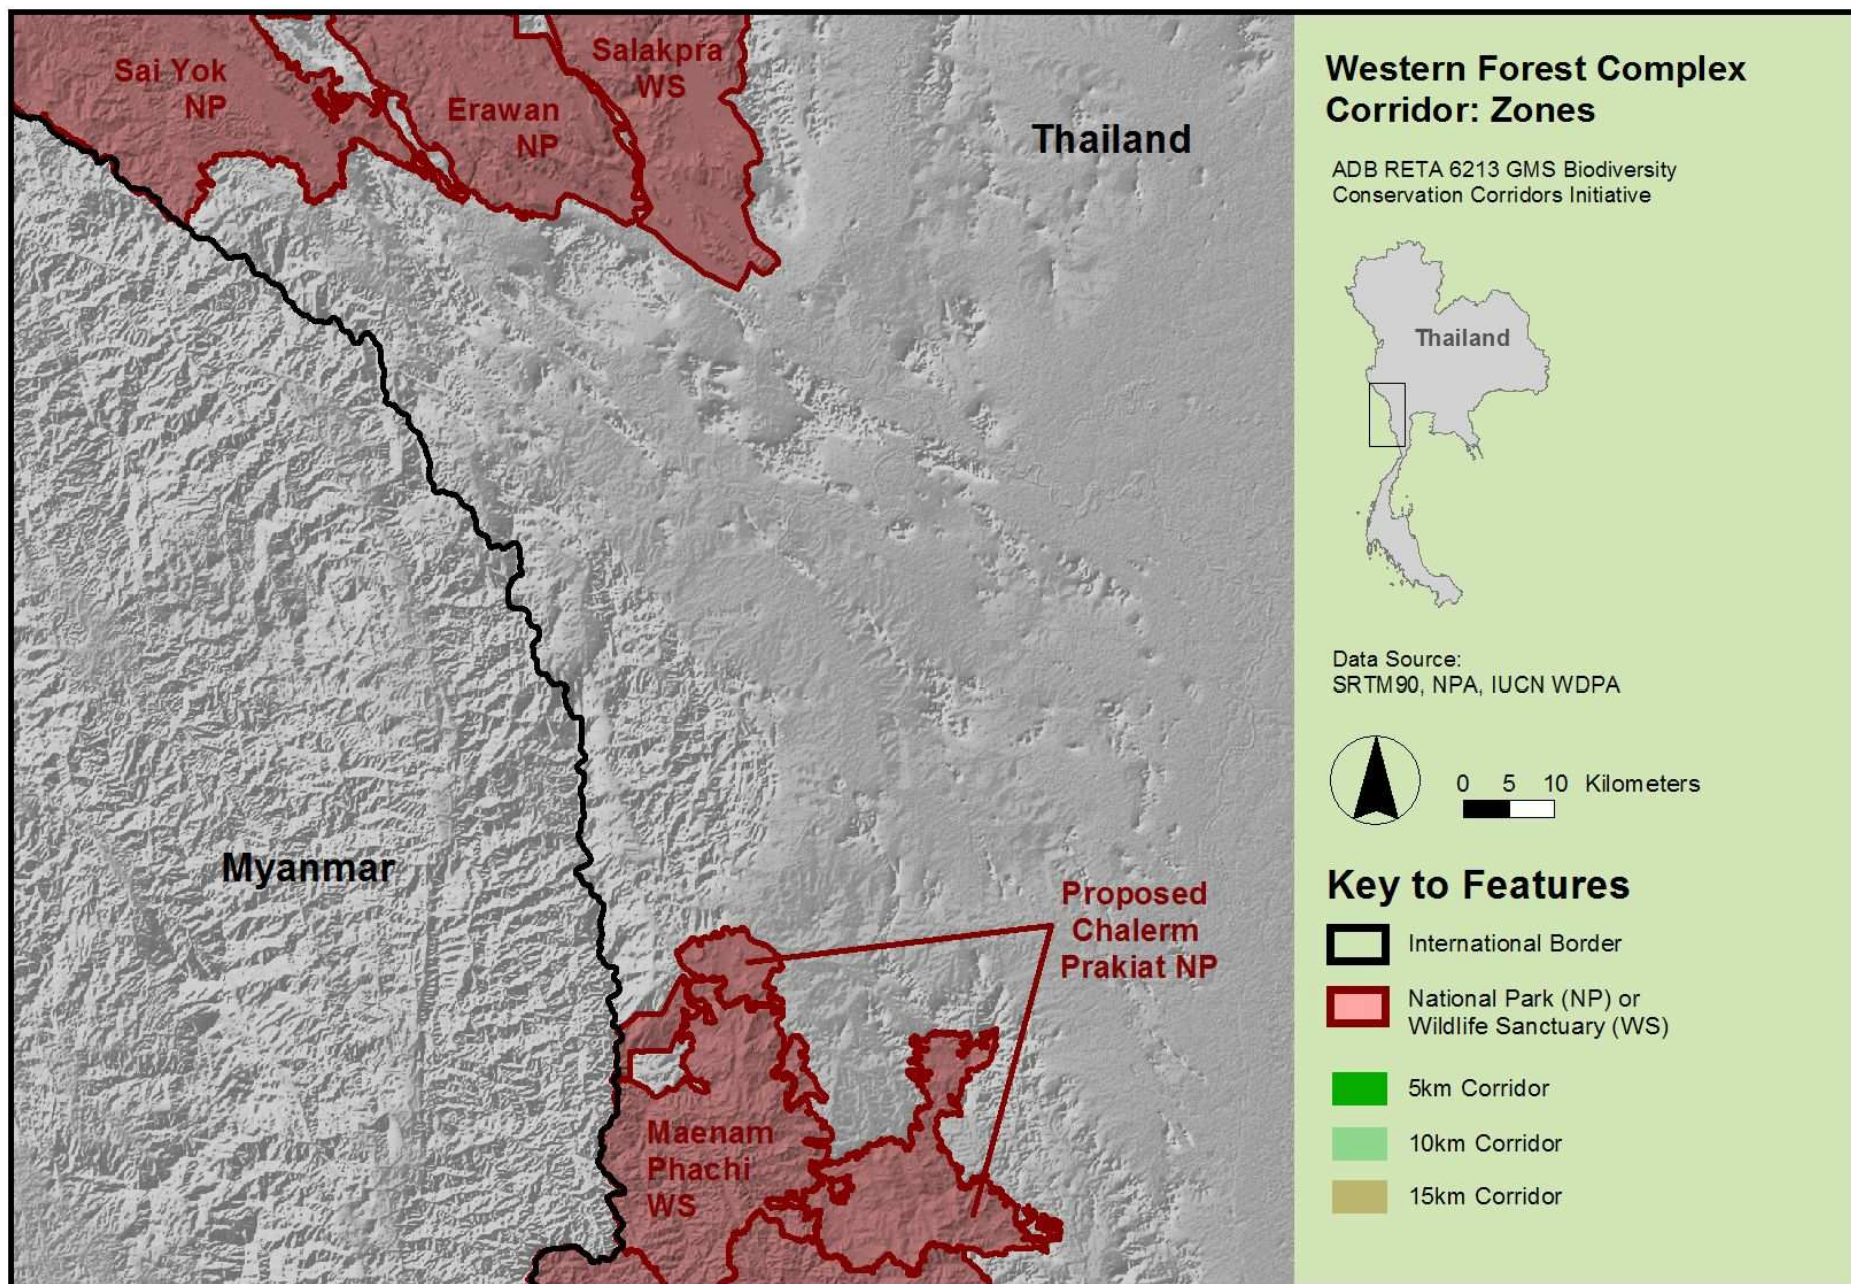 Sai Yok
NP
Erawan
NP
Salakpra
WS
Thailand
Myanmar
Proposed
Chalerm
Prakiat NP
Maenam
Phachi
WS
Western Forest Complex
Corridor: Zones
ADB RETA 6213 GMS Biodiversity
Conservation Corridors Initiative
Thailand
Data Source:
SRTM90, NPA, IUCN WDPA
0 5 10 Kilometers
Key to Features
International Border
National Park (NP) or
Wildlife Sanctuary (WS)
5km Corridor
10km Corridor
15km Corridor